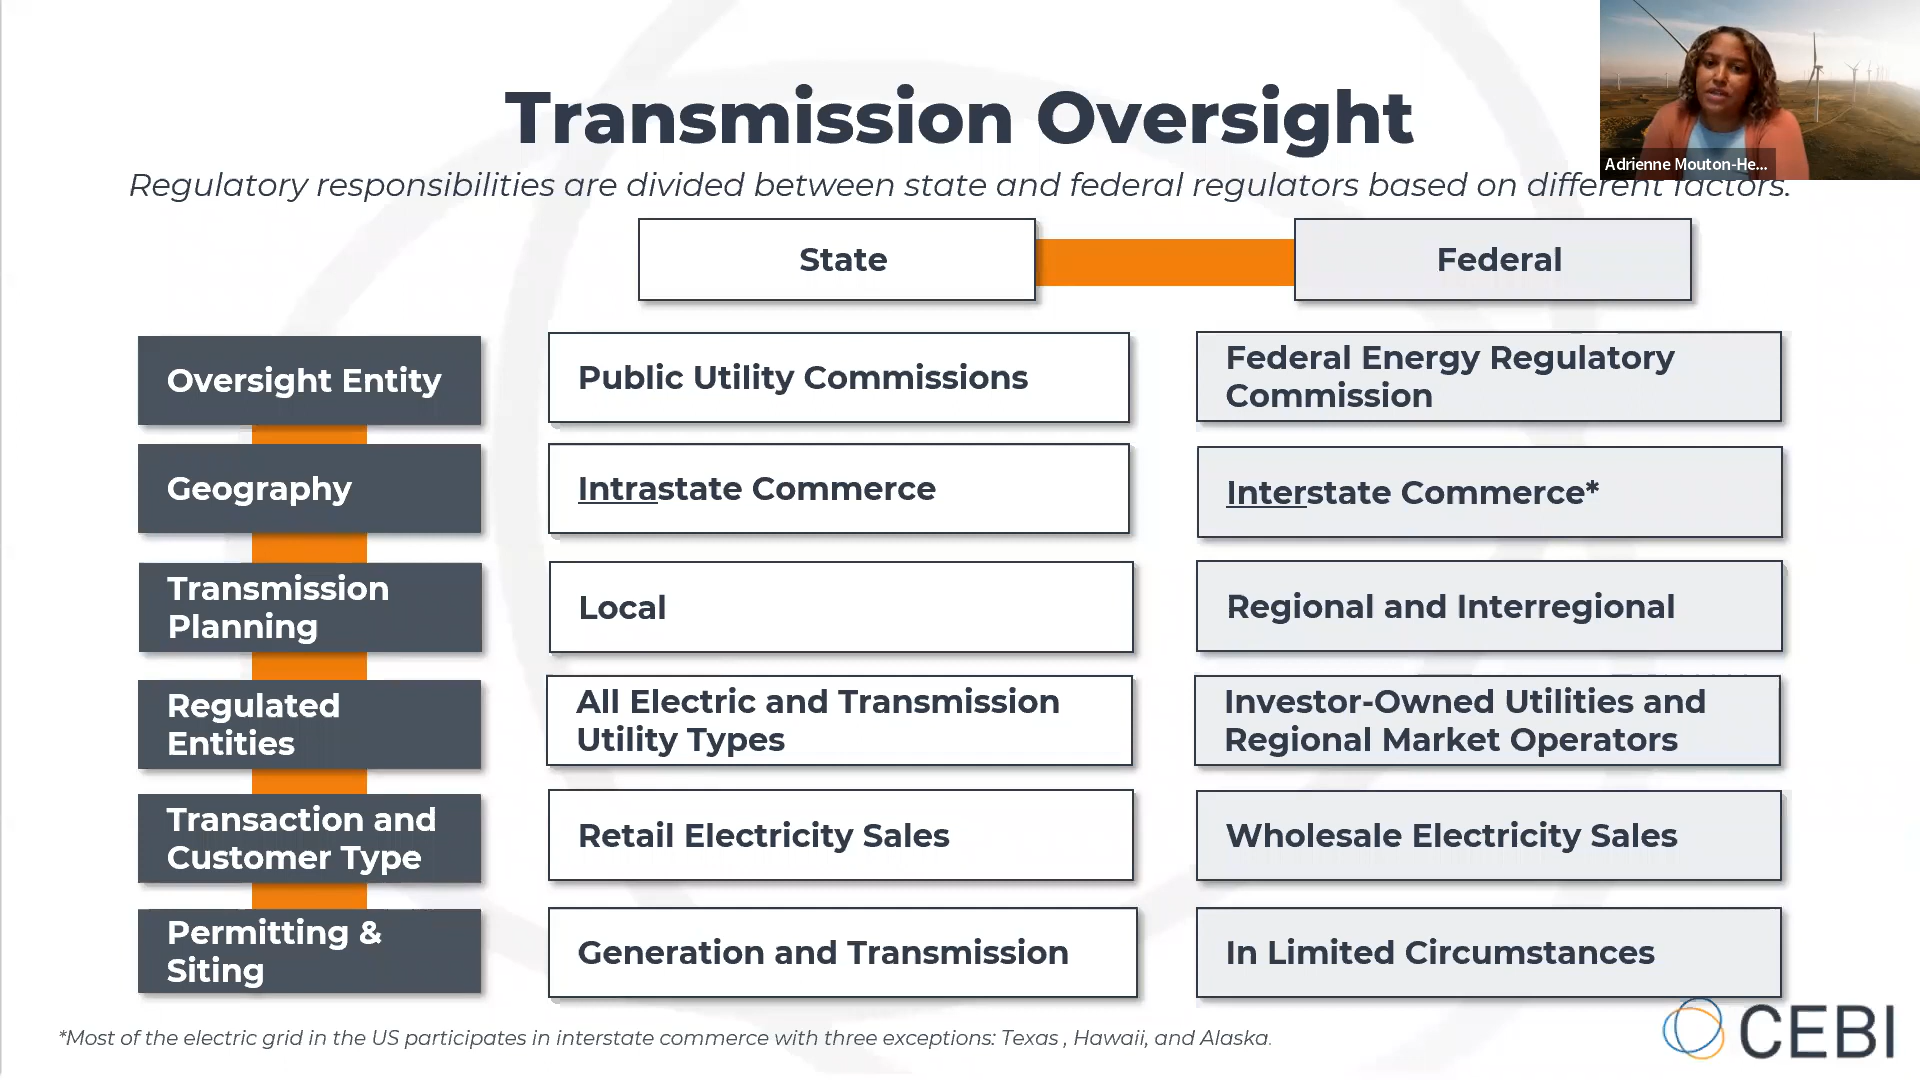 Transmission Oversight
Adrienne Mouton-He...
Regulatory responsibilities are divided between state and federal regulators based on different factors.
State
Federal
Oversight Entity
Public Utility Commissions
Federal Energy Regulatory
Commission
Geography
Intrastate Commerce
Interstate Commerce*
Transmission
Planning
Local
Regional and Interregional
Regulated
Entities
All Electric and Transmission
Utility Types
Investor-Owned Utilities and
Regional Market Operators
Transaction and
Customer Type
Retail Electricity Sales
Wholesale Electricity Sales
Permitting &
Siting
Generation and Transmission
In Limited Circumstances
*Most of the electric grid in the US participates in interstate commerce with three exceptions: Texas , Hawaii, and Alaska.
CEBI